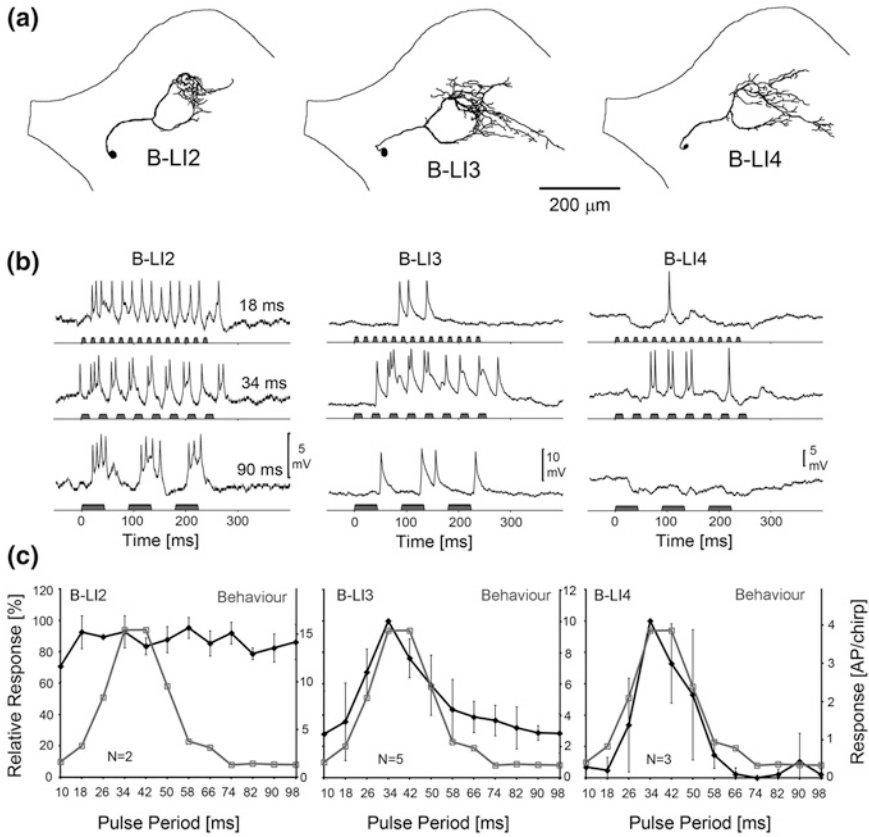 (a)
B-LI2
B-LI3
B-LI4
200 µm
(b)
B-LI2
B-LI3
B-LI4
18 ms
34 ms
90 ms
5
mV
10
mV
5
mV
0 100 200 300
0 100 200 300
0 100 200 300
Time [ms]
Time [ms]
Time [ms]
(c)
B-LI2 Behaviour
B-LI3 Behaviour
B-LI4 Behaviour
Relative Response [%]
120
100
80
60
40
20
0
15
10
5
0
12
10
8
6
4
2
0
4
3
2
1
0
Response [AP/chirp]
N=2
N=5
N=3
10 18 26 34 42 50 58 66 74 82 90 98
10 18 26 34 42 50 58 66 74 82 90 98
10 18 26 34 42 50 58 66 74 82 90 98
Pulse Period [ms]
Pulse Period [ms]
Pulse Period [ms]